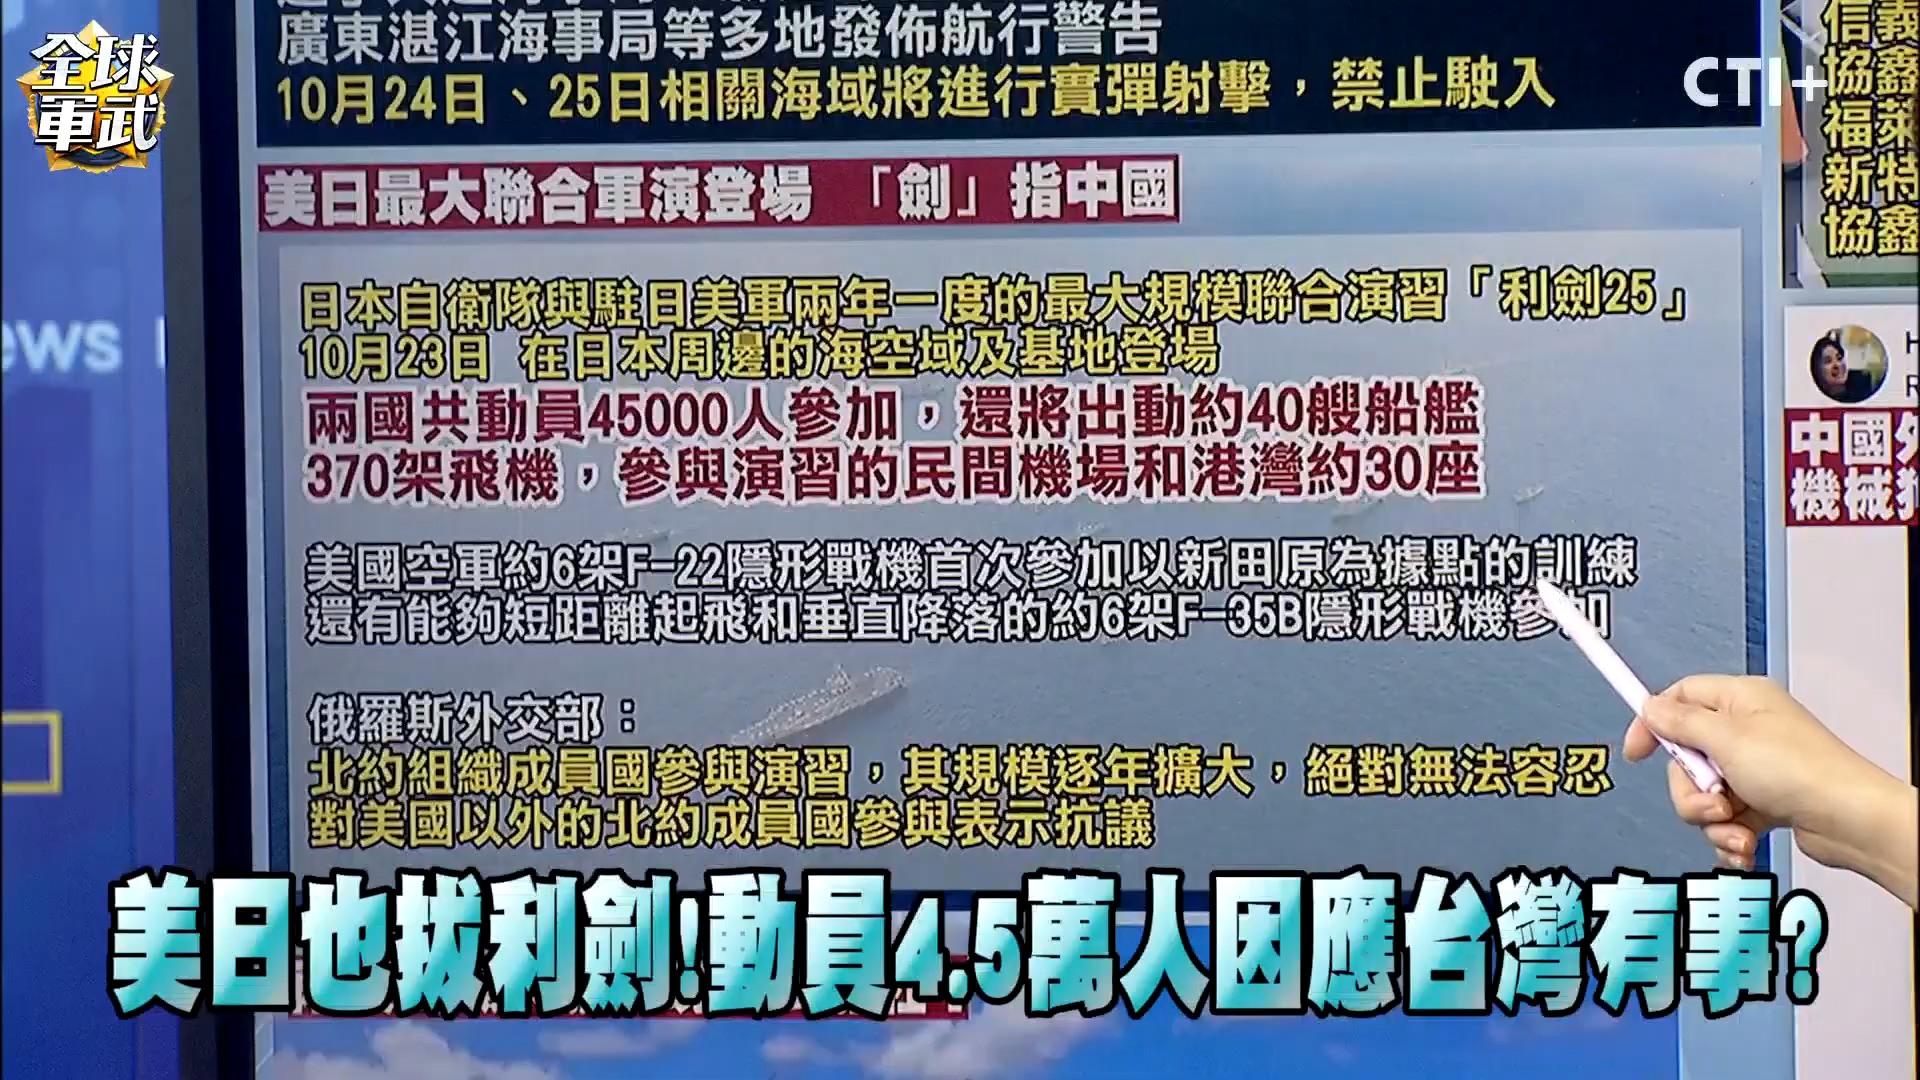 全球
軍武
CTI+
廣東湛江海事局等多地發佈航行警告
10月24日、25日相關海域將進行實彈射擊，禁止駛入
美日最大聯合軍演登場 「劍」指中國
日本自衛隊與駐日美軍兩年一度的最大規模聯合演習「利劍25」
10月23日 在日本周邊的海空域及基地登場
兩國共動員45000人參加，還將出動約40艘船艦
370架飛機，參與演習的民間機場和港灣約30座
美國空軍約6架F-22隱形戰機首次參加以新田原為據點的訓練
還有能夠短距離起飛和垂直降落的約6架F-35B隱形戰機參加
俄羅斯外交部：
北約組織成員國參與演習，其規模逐年擴大，絕對無法容忍
對美國以外的北約成員國參與表示抗議
美日也拔利劍!動員4.5萬人因應台灣有事?
ews
信義
協鑫
福萊
新特
協鑫
H
R
中國外
機械